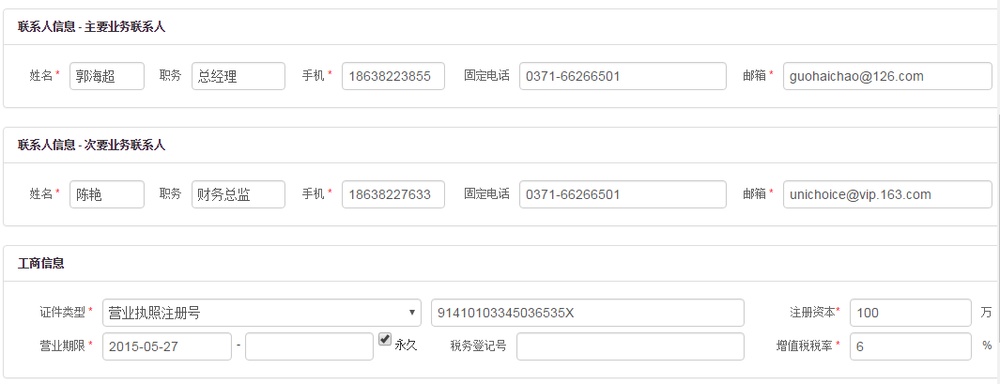 联系人信息 - 主要业务联系人
姓名 * 郭海超 职务 总经理 手机 * 18638223855 固定电话 0371-66266501 邮箱 * guohaichao@126.com
联系人信息 - 次要业务联系人
姓名 * 陈艳 职务 财务总监 手机 * 18638227633 固定电话 0371-66266501 邮箱 * unichoice@vip.163.com
工商信息
证件类型 * 营业执照注册号 91410103345036535X 注册资本* 100 万
营业期限 * 2015-05-27 - 永久 税务登记号 增值税税率 * 6 %